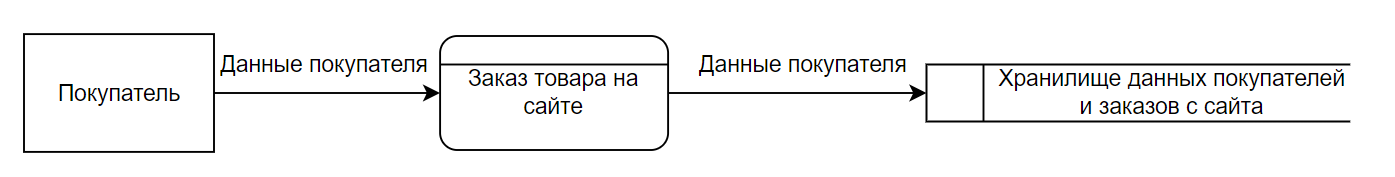 Покупатель
Данные покупателя
Заказ товара на
сайте
Данные покупателя
Хранилище данных покупателей
и заказов с сайта